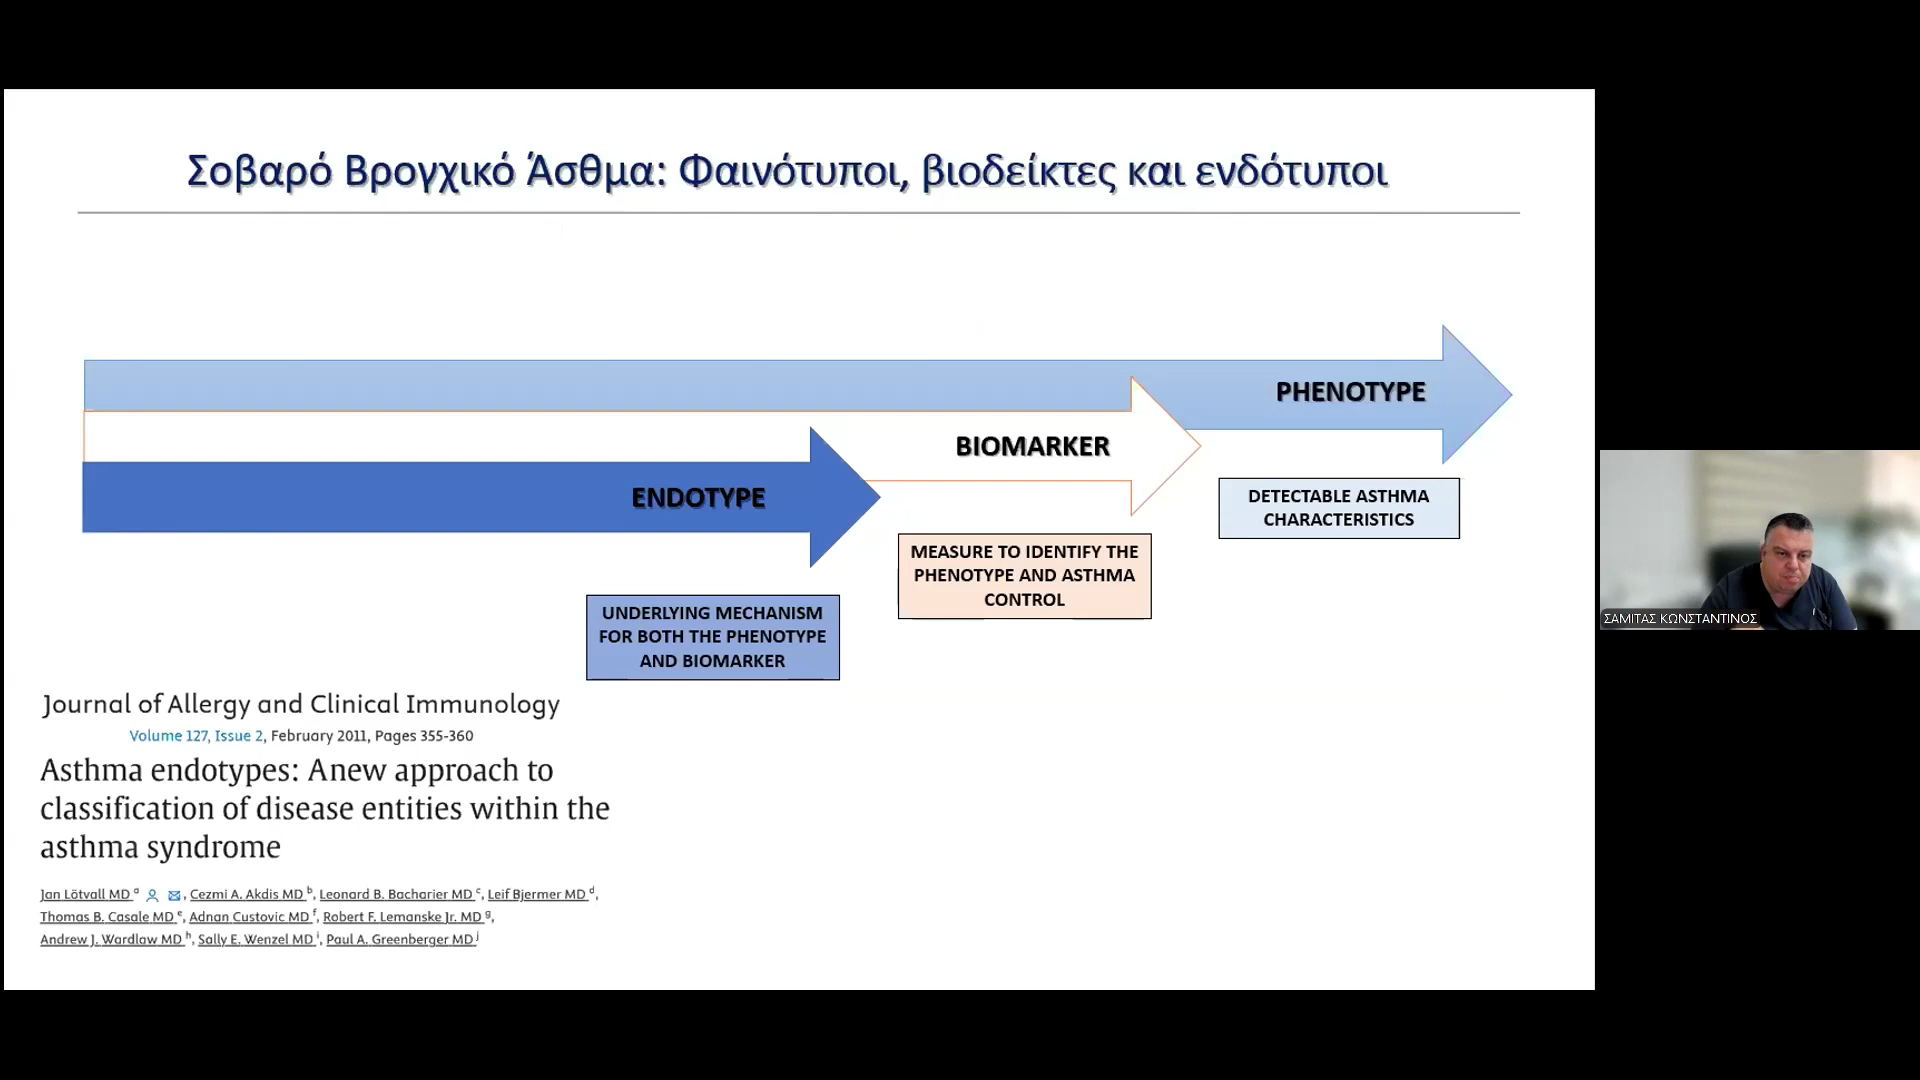 Σοβαρό Βρογχικό Άσθμα: Φαινότυποι, βιοδείκτες και ενδότυποι
PHENOTYPE
BIOMARKER
ENDOTYPE
DETECTABLE ASTHMA
CHARACTERISTICS
MEASURE TO IDENTIFY THE
PHENOTYPE AND ASTHMA
CONTROL
UNDERLYING MECHANISM
FOR BOTH THE PHENOTYPE
AND BIOMARKER
ΣΑΜΙΤΑΣ ΚΩΝΣΤΑΝΤΙΝΟΣ
Journal of Allergy and Clinical Immunology
Volume 127, Issue 2, February 2011, Pages 355-360
Asthma endotypes: A new approach to
classification of disease entities within the
asthma syndrome
Jan Lötvall MD a, Cezmi A. Akdis MD b, Leonard B. Bacharier MD c, Leif Bjermer MD d,
Thomas B. Casale MD e, Adnan Custovic MD f, Robert F. Lemanske Jr. MD g,
Andrew J. Wardlaw MD h, Sally E. Wenzel MD i, Paul A. Greenberger MD j